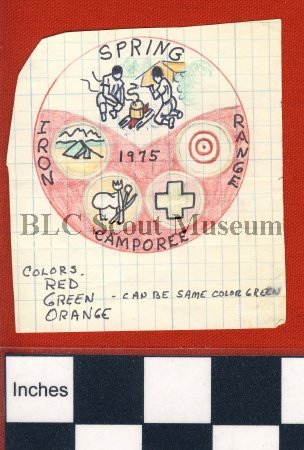 SPRING
IRON
RANGE
1975
BLC Scout Museum
CAMPOREE
COLORS.
RED
GREEN - CAN BE SAME COLOR GREEN
ORANGE
Inches